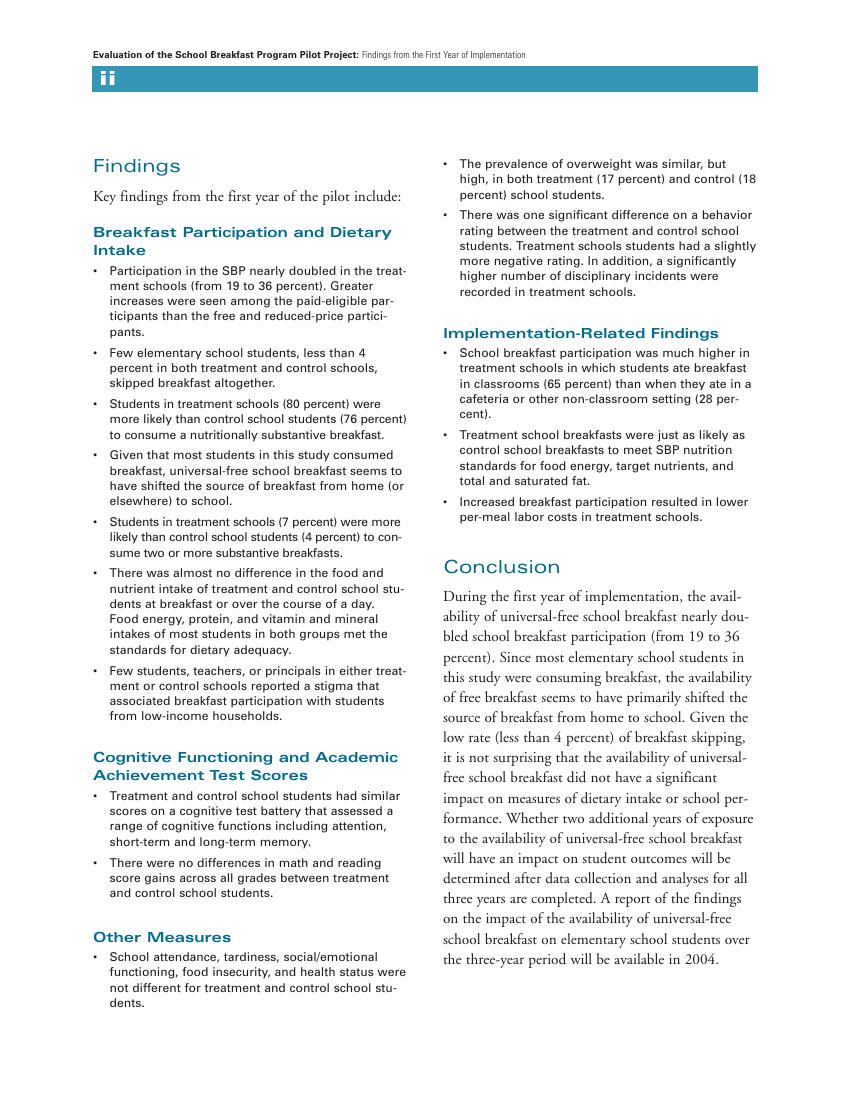 Evaluation of the School Breakfast Program Pilot Project: Findings from the First Year of Implementation
ii
Findings
Key findings from the first year of the pilot include:
Breakfast Participation and Dietary
Intake
• Participation in the SBP nearly doubled in the treat-
ment schools (from 19 to 36 percent). Greater
increases were seen among the paid-eligible par-
ticipants than the free and reduced-price partici-
pants.
• Few elementary school students, less than 4
percent in both treatment and control schools,
skipped breakfast altogether.
• Students in treatment schools (80 percent) were
more likely than control school students (76 percent)
to consume a nutritionally substantive breakfast.
• Given that most students in this study consumed
breakfast, universal-free school breakfast seems to
have shifted the source of breakfast from home (or
elsewhere) to school.
• Students in treatment schools (7 percent) were more
likely than control school students (4 percent) to con-
sume two or more substantive breakfasts.
• There was almost no difference in the food and
nutrient intake of treatment and control school stu-
dents at breakfast or over the course of a day.
Food energy, protein, and vitamin and mineral
intakes of most students in both groups met the
standards for dietary adequacy.
• Few students, teachers, or principals in either treat-
ment or control schools reported a stigma that
associated breakfast participation with students
from low-income households.
Cognitive Functioning and Academic
Achievement Test Scores
• Treatment and control school students had similar
scores on a cognitive test battery that assessed a
range of cognitive functions including attention,
short-term and long-term memory.
• There were no differences in math and reading
score gains across all grades between treatment
and control school students.
Other Measures
• School attendance, tardiness, social/emotional
functioning, food insecurity, and health status were
not different for treatment and control school stu-
dents.
• The prevalence of overweight was similar, but
high, in both treatment (17 percent) and control (18
percent) school students.
• There was one significant difference on a behavior
rating between the treatment and control school
students. Treatment schools students had a slightly
more negative rating. In addition, a significantly
higher number of disciplinary incidents were
recorded in treatment schools.
Implementation-Related Findings
• School breakfast participation was much higher in
treatment schools in which students ate breakfast
in classrooms (65 percent) than when they ate in a
cafeteria or other non-classroom setting (28 per-
cent).
• Treatment school breakfasts were just as likely as
control school breakfasts to meet SBP nutrition
standards for food energy, target nutrients, and
total and saturated fat.
• Increased breakfast participation resulted in lower
per-meal labor costs in treatment schools.
Conclusion
During the first year of implementation, the avail-
ability of universal-free school breakfast nearly dou-
bled school breakfast participation (from 19 to 36
percent). Since most elementary school students in
this study were consuming breakfast, the availability
of free breakfast seems to have primarily shifted the
source of breakfast from home to school. Given the
low rate (less than 4 percent) of breakfast skipping,
it is not surprising that the availability of universal-
free school breakfast did not have a significant
impact on measures of dietary intake or school per-
formance. Whether two additional years of exposure
to the availability of universal-free school breakfast
will have an impact on student outcomes will be
determined after data collection and analyses for all
three years are completed. A report of the findings
on the impact of the availability of universal-free
school breakfast on elementary school students over
the three-year period will be available in 2004.